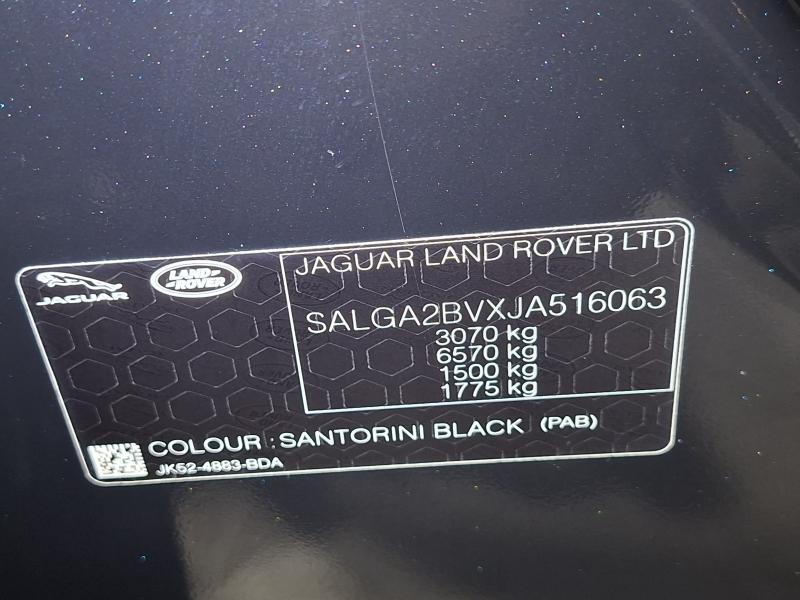 JAGUAR
LAND-
-ROVER
JAGUAR LAND ROVER LTD
SALGA2BVXJA516063
3070 kg
6570 kg
1500 kg
1775 kg
COLOUR : SANTORINI BLACK (PAB)
JK52-4883-BDA